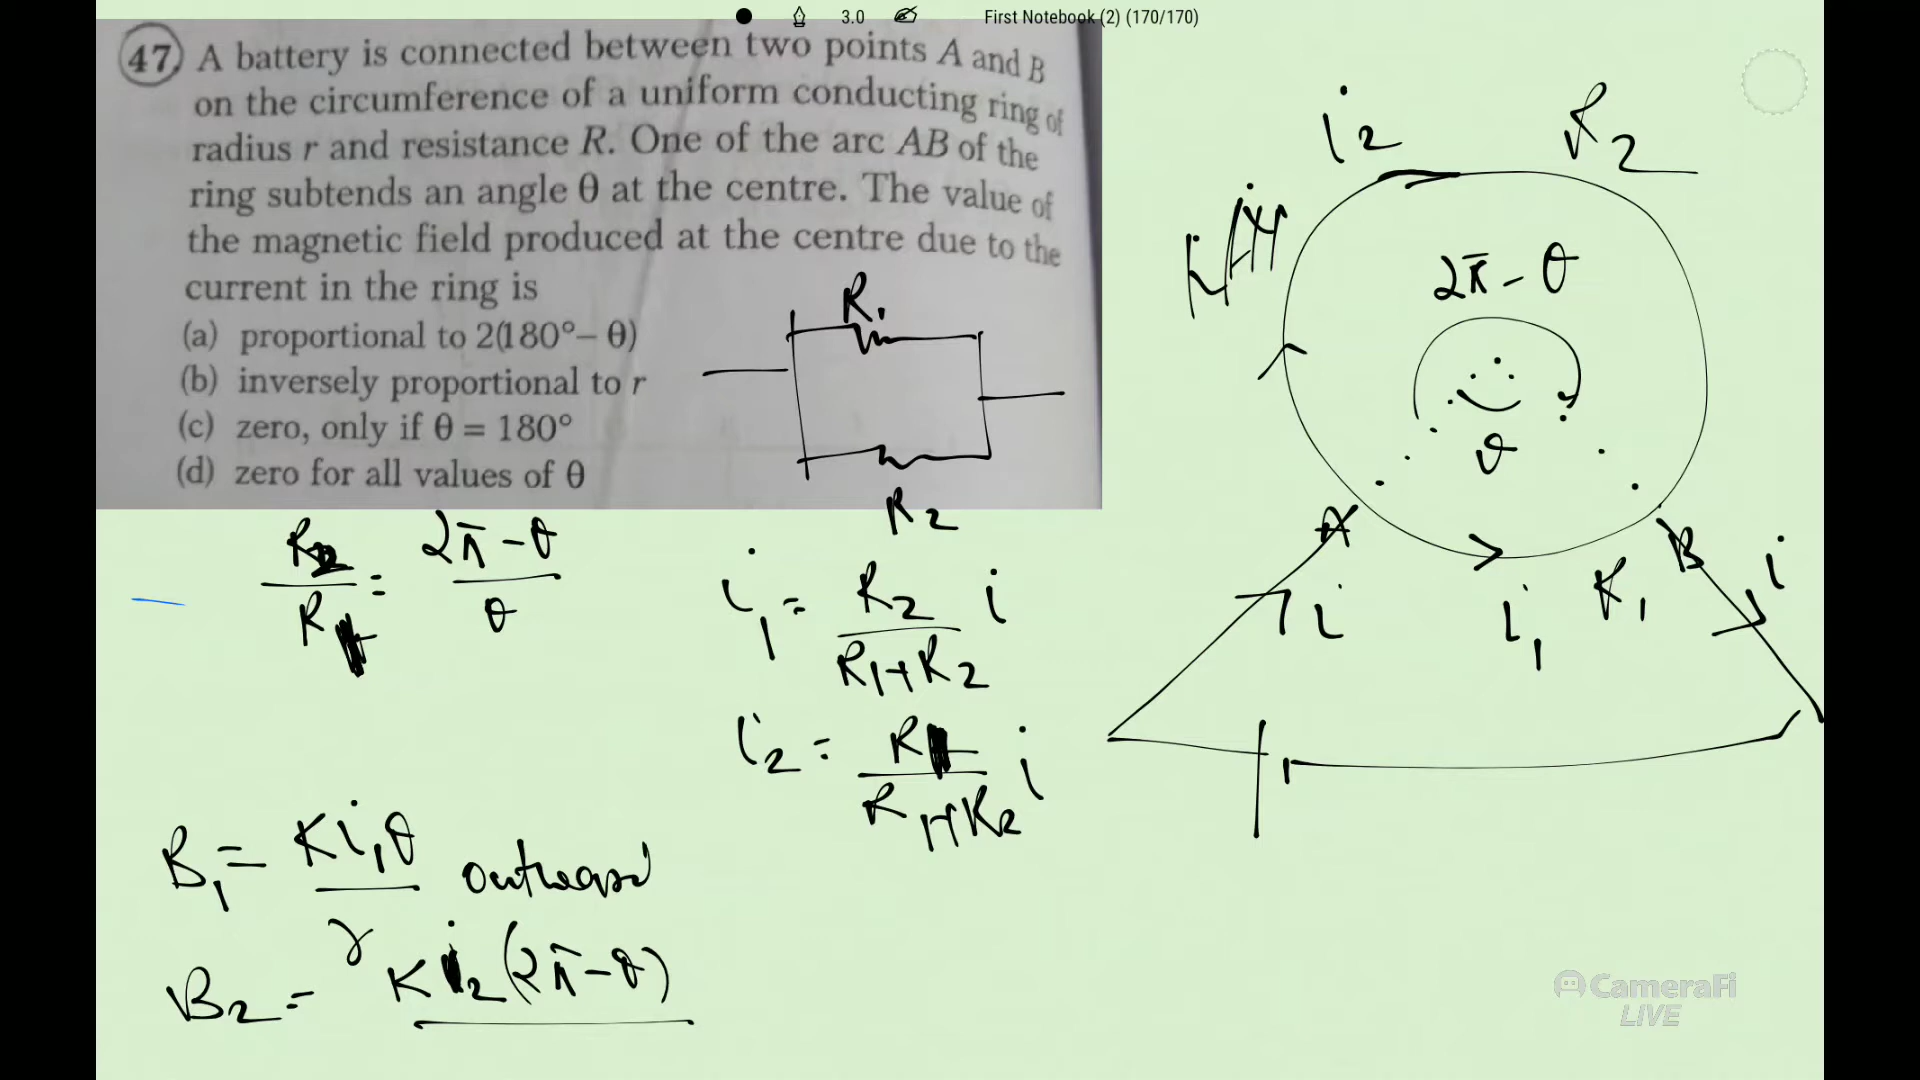 3.0 First Notebook (2) (170/170)
47 A battery is connected between two points A and B
on the circumference of a uniform conducting ring of
radius r and resistance R. One of the arc AB of the
ring subtends an angle θ at the centre. The value of
the magnetic field produced at the centre due to the
current in the ring is
(a) proportional to 2(180°– θ)
(b) inversely proportional to r
(c) zero, only if θ = 180°
(d) zero for all values of θ
R1
R2
i2 R2
2π - θ
θ
A B
i i1 R1 i
R2/R1 = 2π - θ/θ
i1 = R2/R1+R2 i
i2 = R1/R1+R2 i
B1 = Ki1θ/r outward
B2 = Ki2(2π-θ)
CameraFi
LIVE